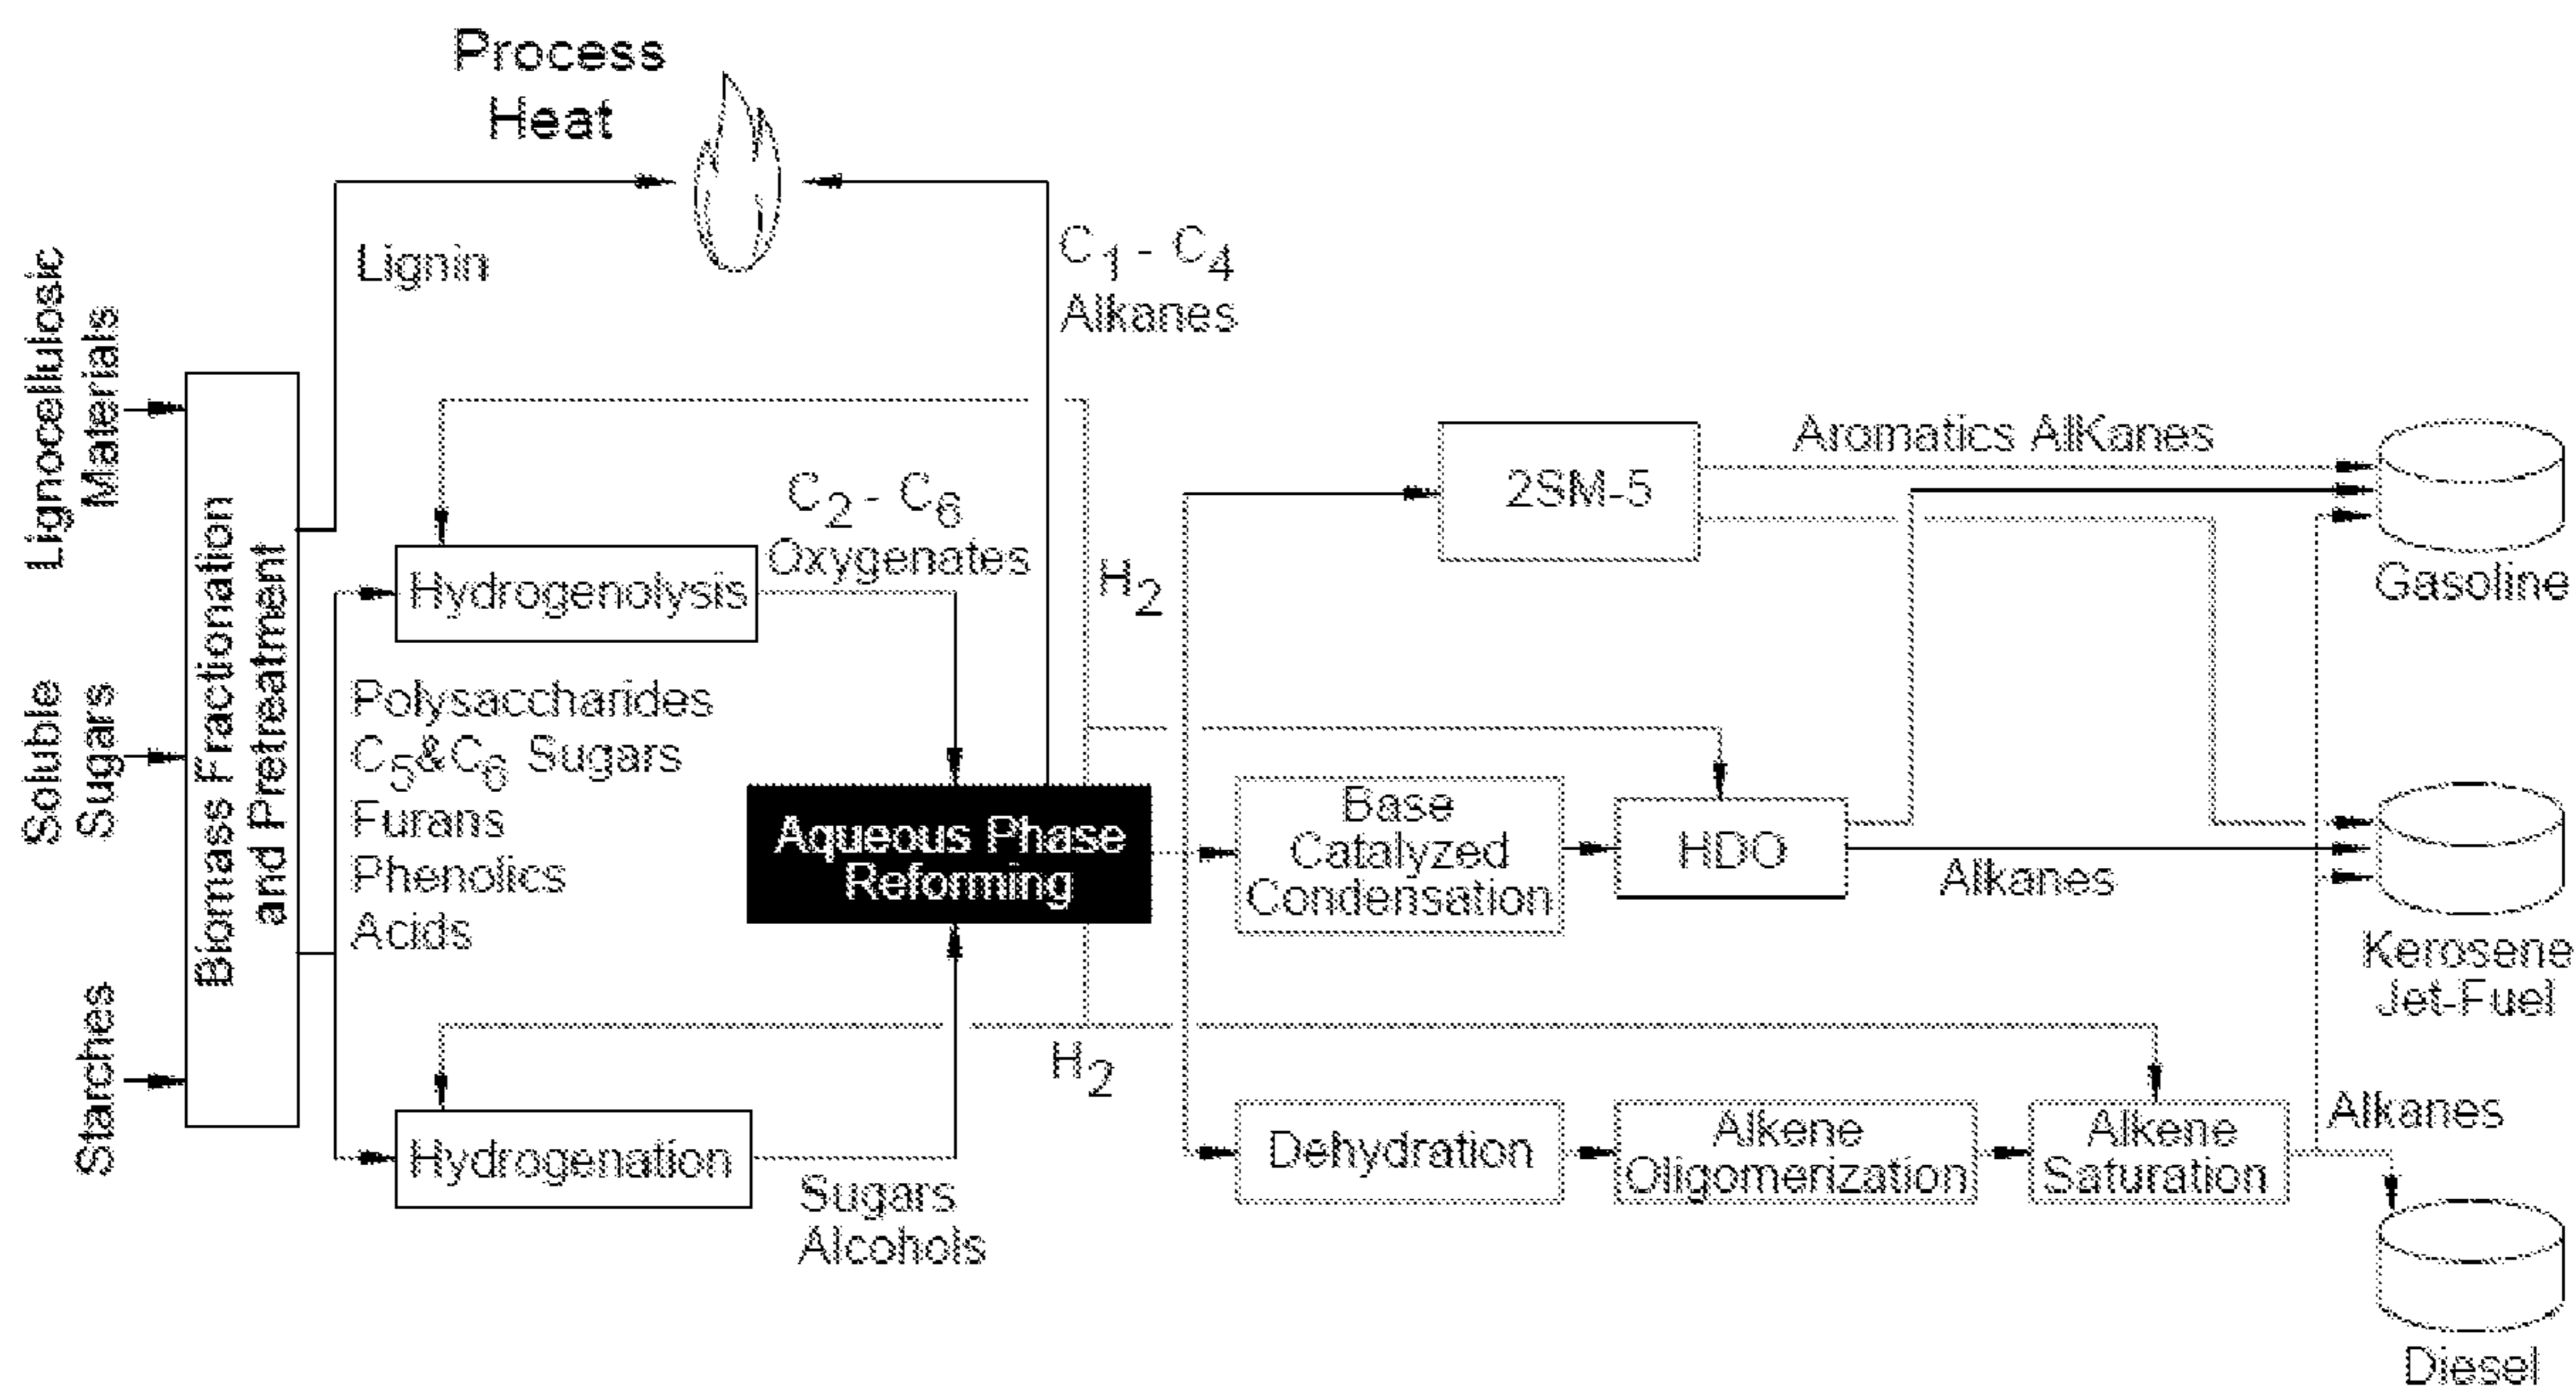 Process
Heat
Lignin
C1 - C4
Alkanes
Lignocellulosic
Materials
Soluble
Sugars
Starches
Biomass Fractionation
and Pretreatment
C2 - C6
Oxygenates
Hydrogenolysis
H2
Polysaccharides
C5&C6 Sugars
Furans
Phenolics
Acids
Aqueous Phase
Reforming
H2
Hydrogenation
Sugars
Alcohols
2SM-5
Aromatics AlKanes
Gasoline
Base
Catalyzed
Condensation
HDO
Alkanes
Kerosene
Jet-Fuel
Dehydration
Alkene
Oligomerization
Alkene
Saturation
Alkanes
Diesel